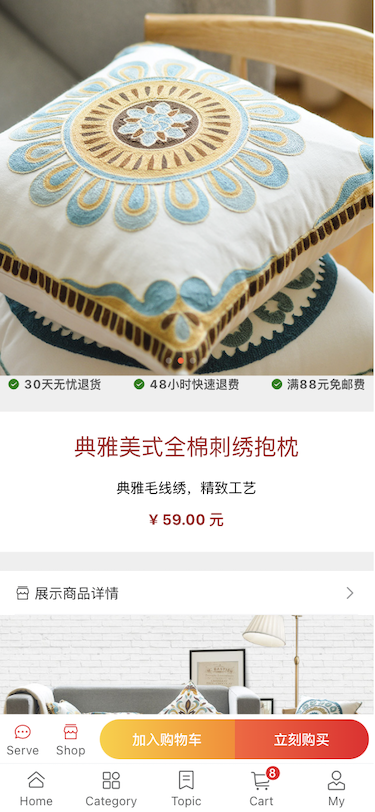 30天无忧退货 48小时快速退费 满88元免邮费
典雅美式全棉刺绣抱枕
典雅毛线绣，精致工艺
¥ 59.00 元
展示商品详情
Serve Shop 加入购物车 立刻购买
8
Home Category Topic Cart My